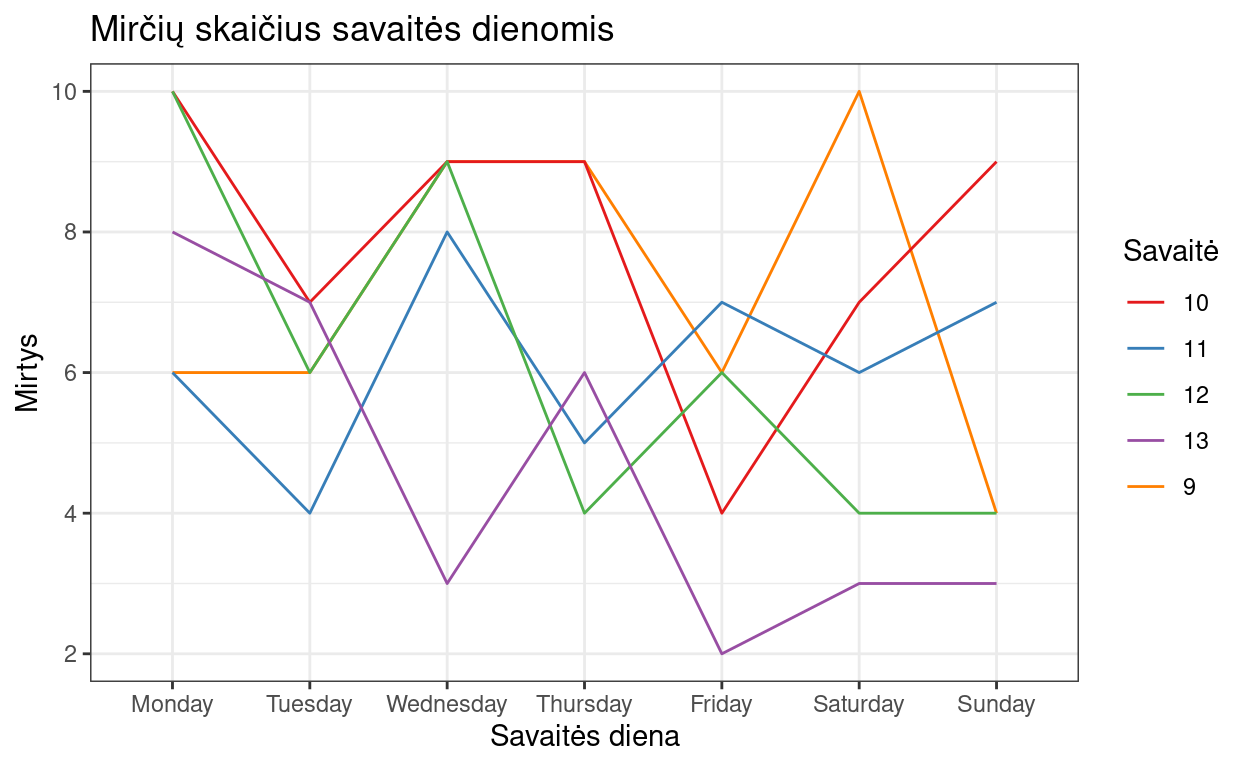 Mirčių skaičius savaitės dienomis
10
8
6
4
2
Mirtys
Monday Tuesday Wednesday Thursday Friday Saturday Sunday
Savaitės diena
Savaitė
10
11
12
13
9